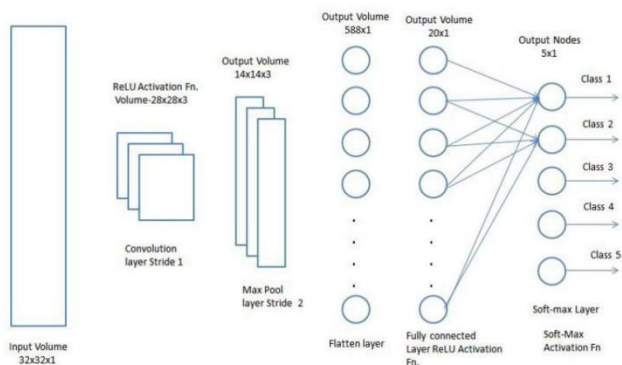 Input Volume
32x32x1
ReLU Activation Fn.
Volume-28x28x3
Convolution
layer Stride 1
Output Volume
14x14x3
Max Pool
layer Stride 2
Output Volume
588x1
Flatten layer
Output Volume
20x1
Fully connected
Layer ReLU Activation
Fn.
Output Nodes
5x1
Class 1
Class 2
Class 3
Class 4
Class 5
Soft-max Layer
Soft-Max
Activation Fn